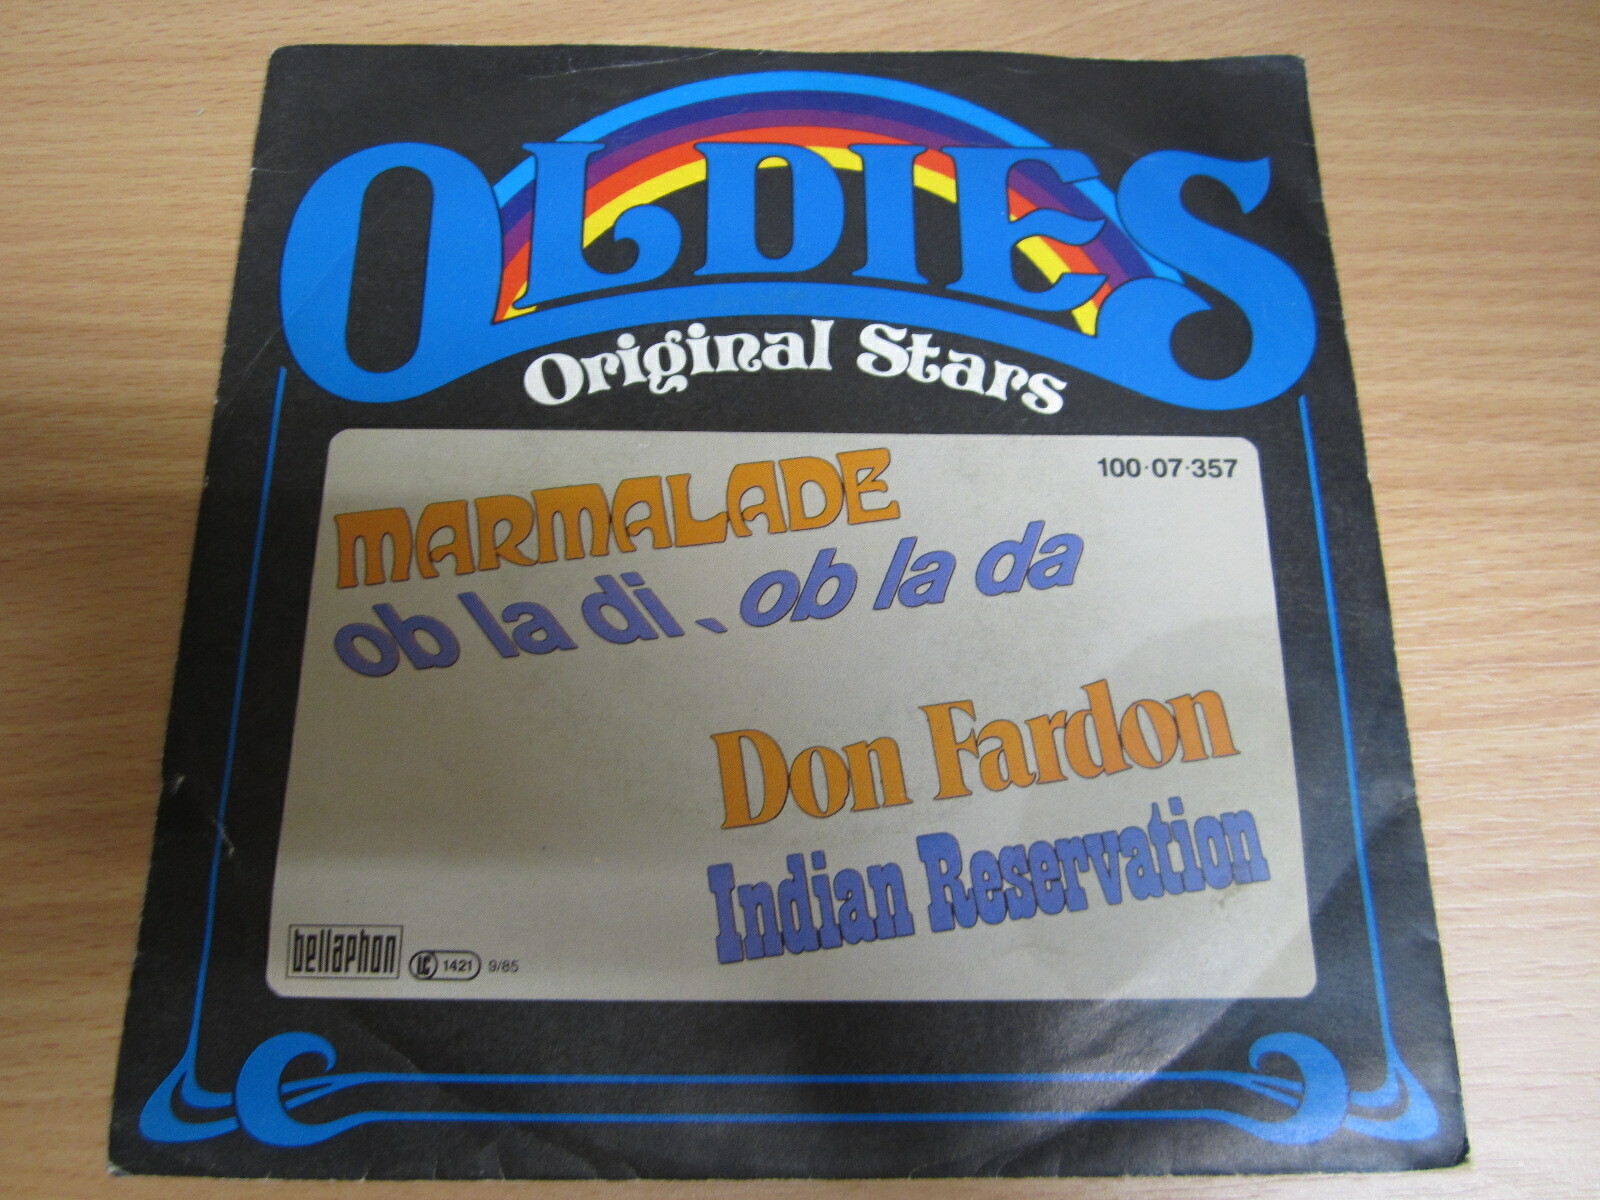 OLDIES
Original Stars
100·07·357
MARMALADE
ob la di、ob la da
Don Fardon
Indian Reservation
bellaphon LC 1421 9/85